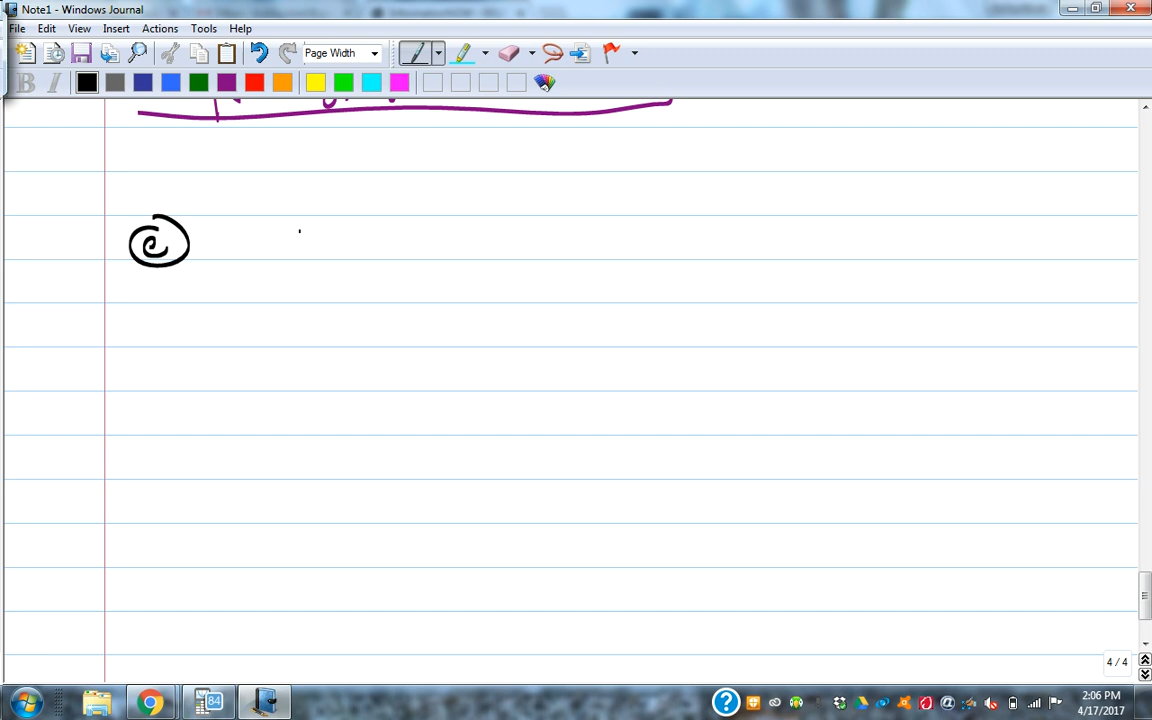 Note1 - Windows Journal
File Edit View Insert Actions Tools Help
Page Width
B I
e
84
4 / 4
2:06 PM
4/17/2017